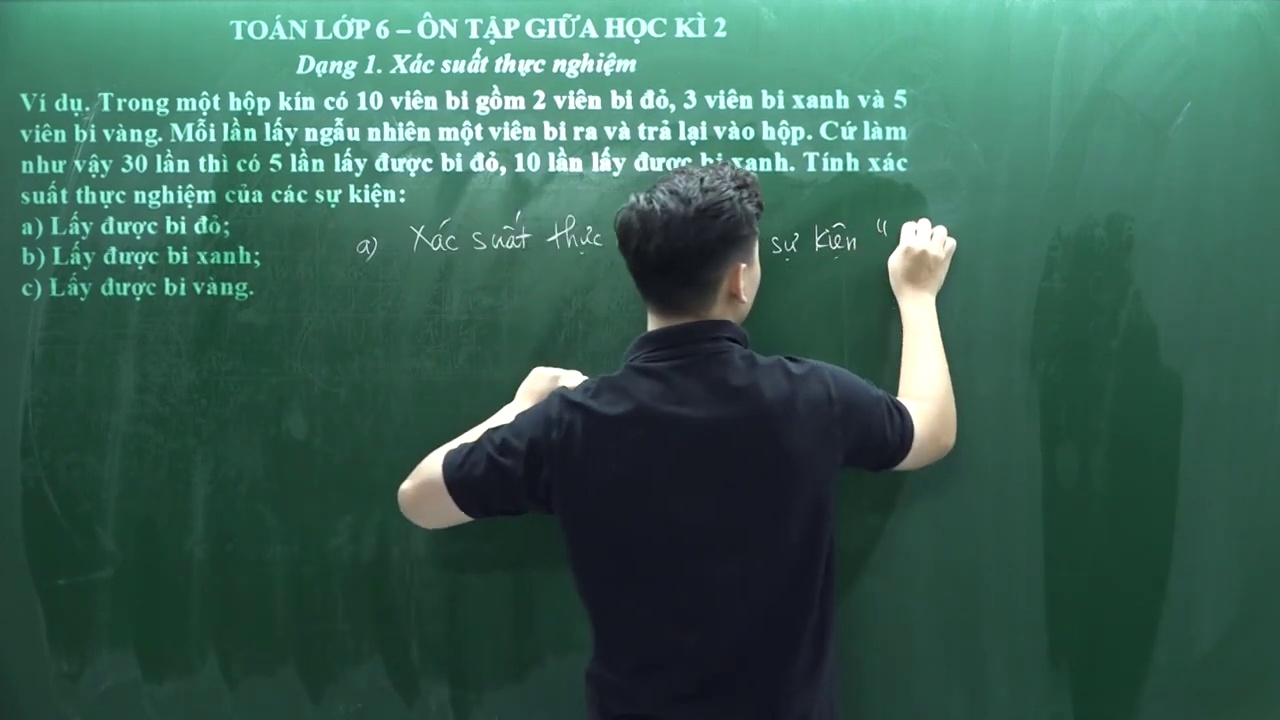 TOÁN LỚP 6 – ÔN TẬP GIỮA HỌC KÌ 2
Dạng 1. Xác suất thực nghiệm
Ví dụ. Trong một hộp kín có 10 viên bi gồm 2 viên bi đỏ, 3 viên bi xanh và 5
viên bi vàng. Mỗi lần lấy ngẫu nhiên một viên bi ra và trả lại vào hộp. Cứ làm
như vậy 30 lần thì có 5 lần lấy được bi đỏ, 10 lần lấy được bi xanh. Tính xác
suất thực nghiệm của các sự kiện:
a) Lấy được bi đỏ;
b) Lấy được bi xanh;
c) Lấy được bi vàng.
a) Xác suất thực sự kiện "